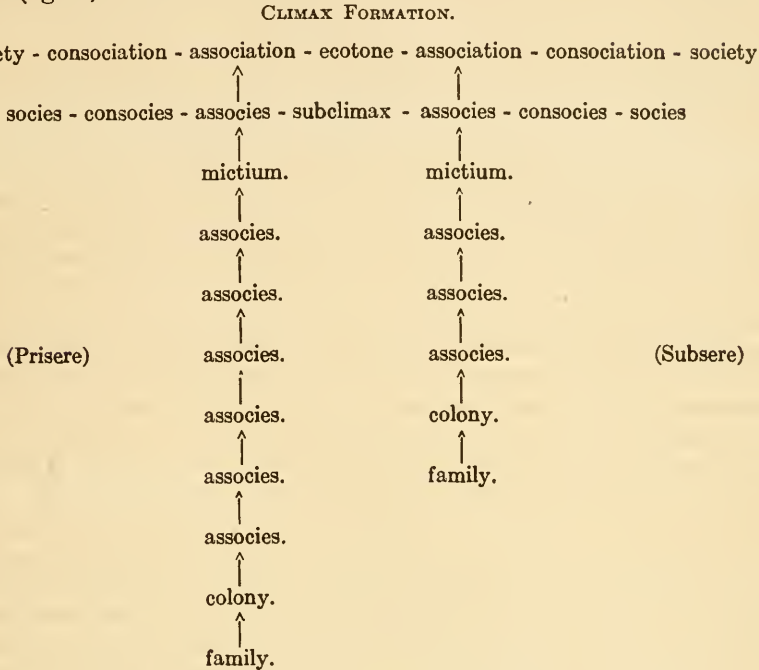 CLIMAX FORMATION.
ety - consociation - association - ecotone - association - consociation - society
socies - consocies - associes - subclimax - associes - consocies - socies
mictium. mictium.
associes. associes.
associes. associes.
(Prisere) associes. associes. (Subsere)
associes. colony.
associes. family.
associes.
colony.
family.